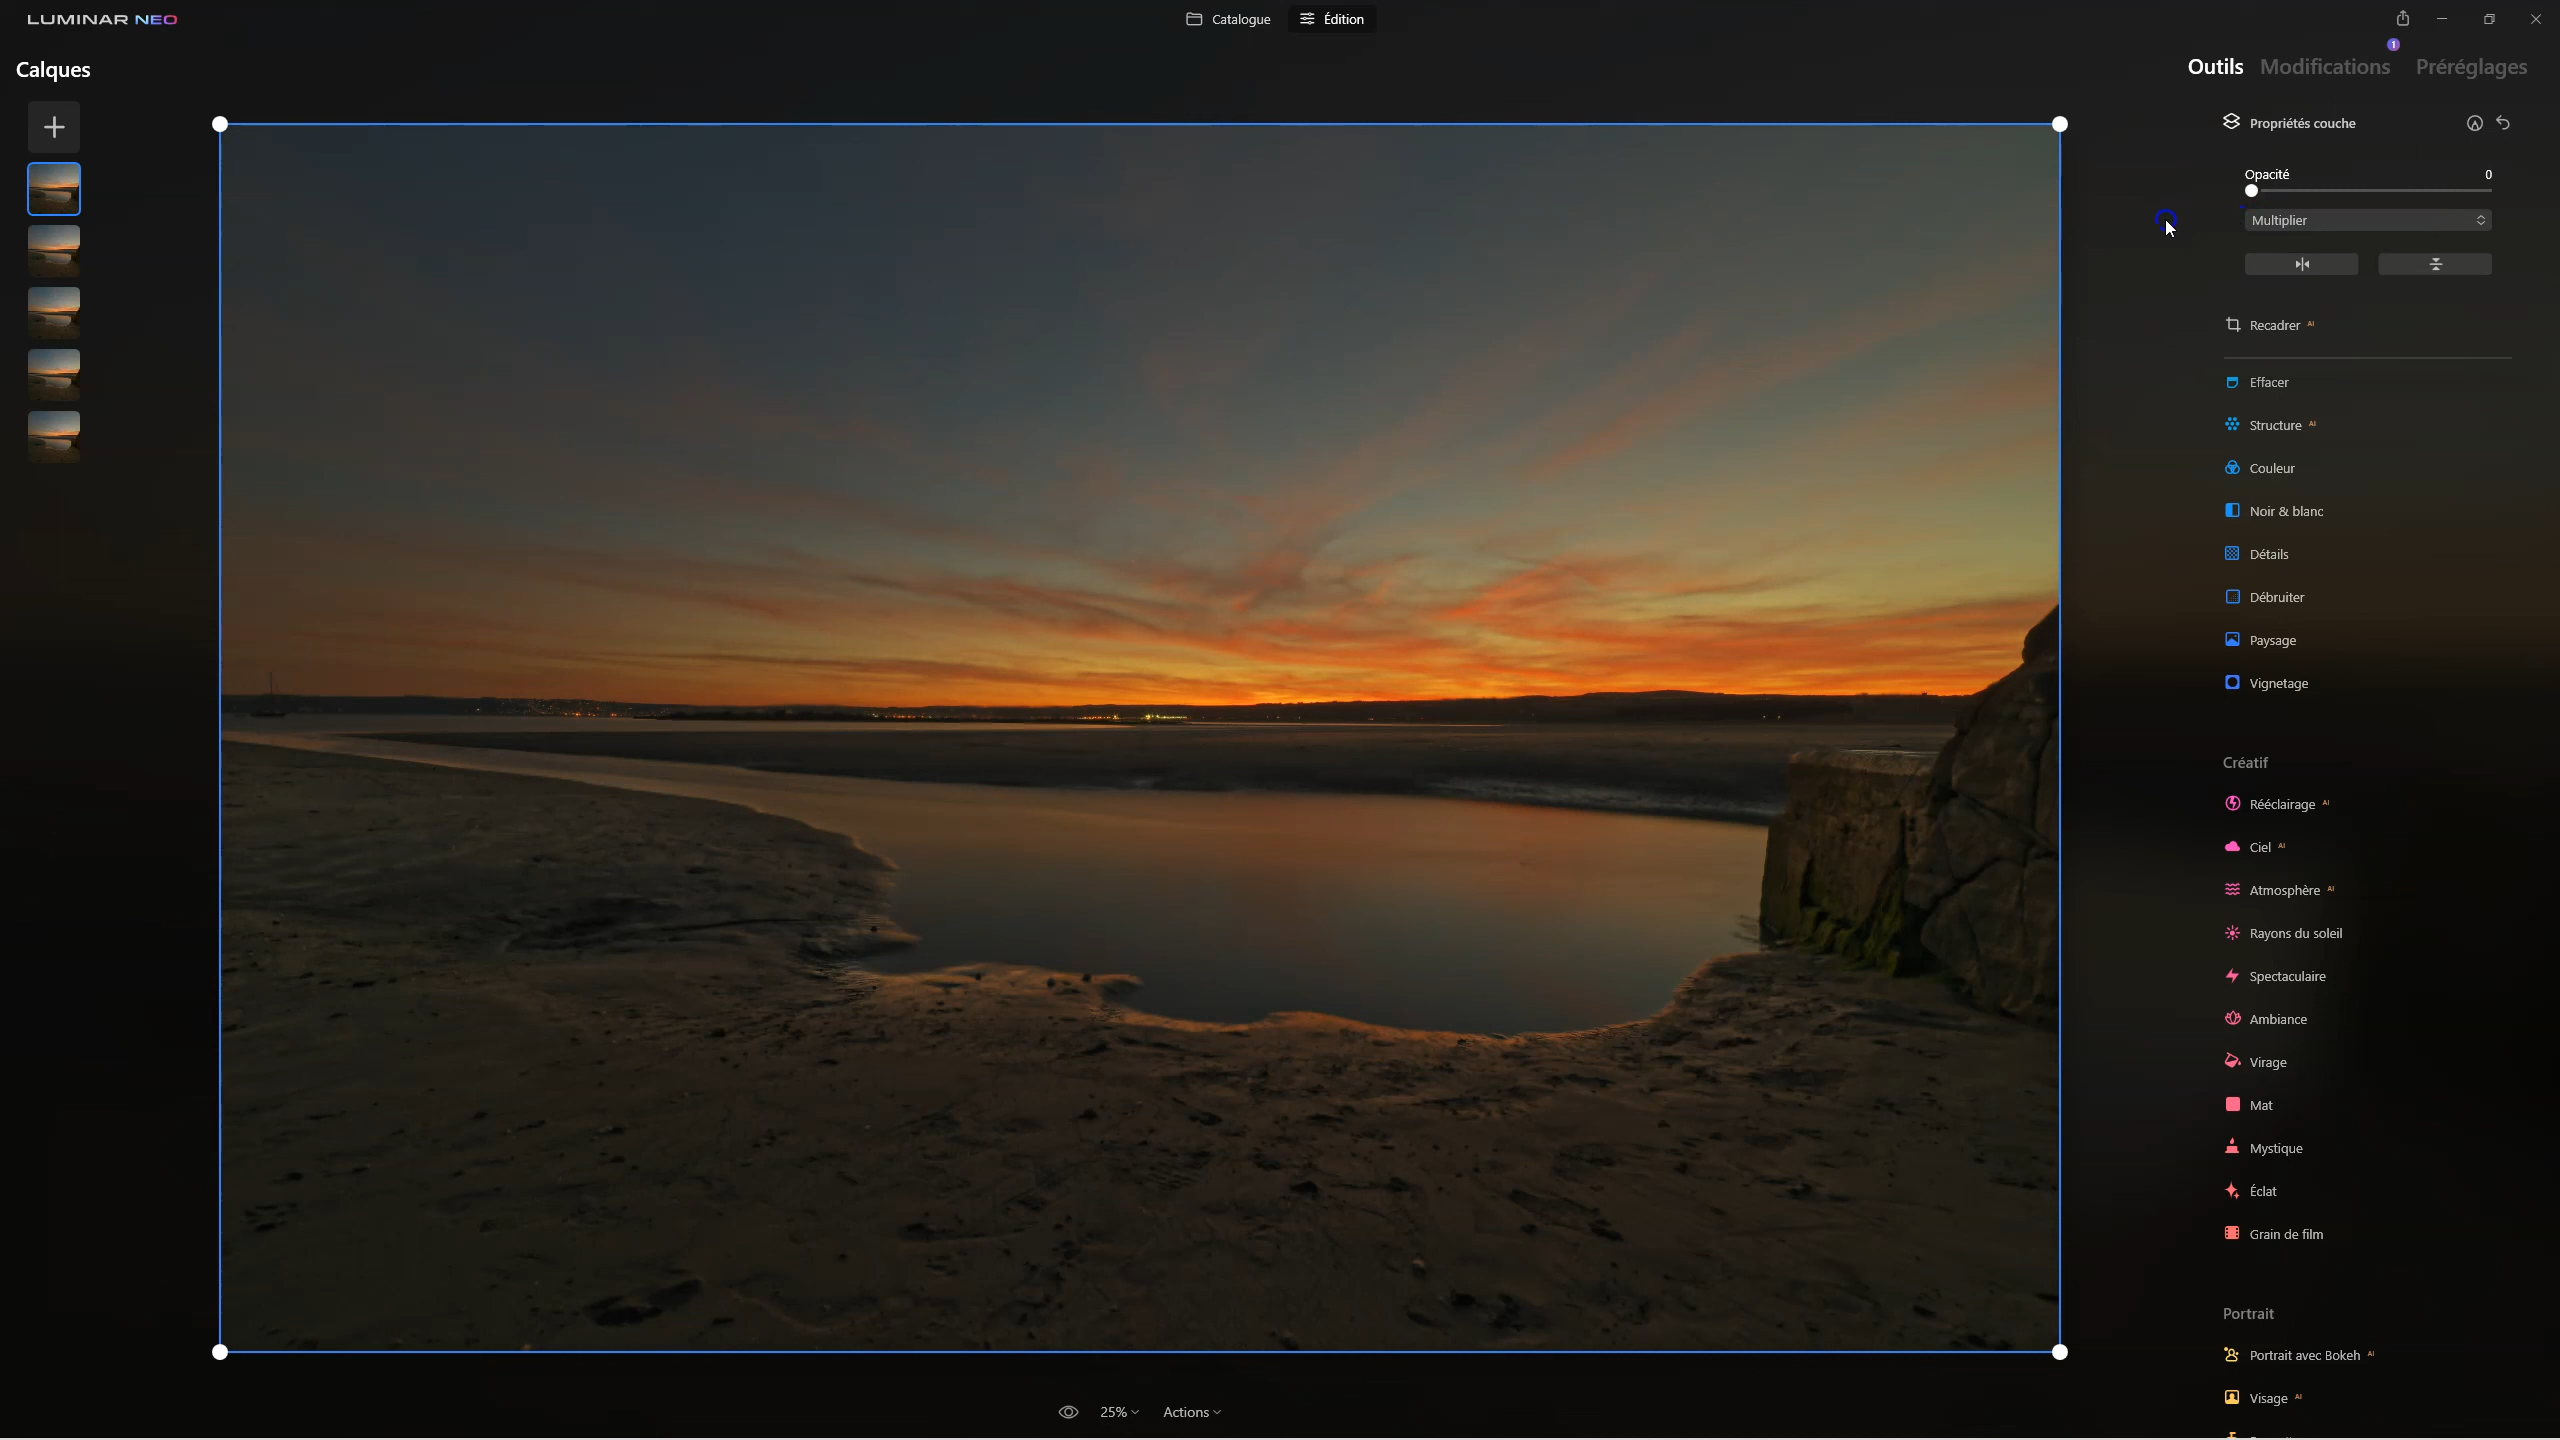 LUMINAR NEO
Catalogue
Édition
1
Calques
Outils Modifications Préréglages
Propriétés couche
Opacité 0
Multiplier
Recadrer AI
Effacer
Structure AI
Couleur
Noir & blanc
Détails
Débruiter
Paysage
Vignetage
Créatif
Rééclairage AI
Ciel AI
Atmosphère AI
Rayons du soleil
Spectaculaire
Ambiance
Virage
Mat
Mystique
Éclat
Grain de film
Portrait
Portrait avec Bokeh AI
Visage AI
25% Actions